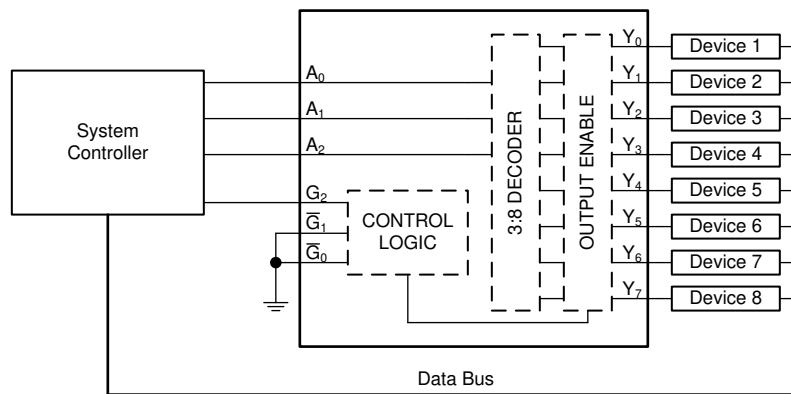 System
Controller
A₀
A₁
A₂
G₂
G̅₁
G̅₀
CONTROL
LOGIC
3:8 DECODER
OUTPUT ENABLE
Y₀
Y₁
Y₂
Y₃
Y₄
Y₅
Y₆
Y₇
Device 1
Device 2
Device 3
Device 4
Device 5
Device 6
Device 7
Device 8
Data Bus